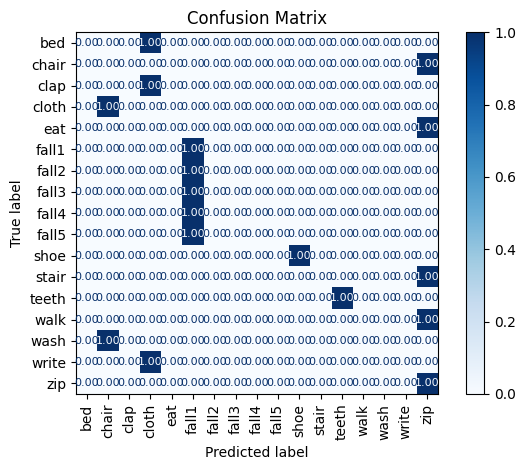 Confusion Matrix
bed 0.00 0.00 0.00 1.00 0.00 0.00 0.00 0.00 0.00 0.00 0.00 0.00 0.00 0.00 0.00 0.00 0.00
chair 0.00 0.00 0.00 0.00 0.00 0.00 0.00 0.00 0.00 0.00 0.00 0.00 0.00 0.00 0.00 0.00 1.00
clap 0.00 0.00 0.00 1.00 0.00 0.00 0.00 0.00 0.00 0.00 0.00 0.00 0.00 0.00 0.00 0.00 0.00
cloth 0.00 1.00 0.00 0.00 0.00 0.00 0.00 0.00 0.00 0.00 0.00 0.00 0.00 0.00 0.00 0.00 0.00
eat 0.00 0.00 0.00 0.00 0.00 0.00 0.00 0.00 0.00 0.00 0.00 0.00 0.00 0.00 0.00 0.00 1.00
fall1 0.00 0.00 0.00 0.00 0.00 1.00 0.00 0.00 0.00 0.00 0.00 0.00 0.00 0.00 0.00 0.00 0.00
fall2 0.00 0.00 0.00 0.00 0.00 1.00 0.00 0.00 0.00 0.00 0.00 0.00 0.00 0.00 0.00 0.00 0.00
fall3 0.00 0.00 0.00 0.00 0.00 1.00 0.00 0.00 0.00 0.00 0.00 0.00 0.00 0.00 0.00 0.00 0.00
fall4 0.00 0.00 0.00 0.00 0.00 1.00 0.00 0.00 0.00 0.00 0.00 0.00 0.00 0.00 0.00 0.00 0.00
fall5 0.00 0.00 0.00 0.00 0.00 1.00 0.00 0.00 0.00 0.00 0.00 0.00 0.00 0.00 0.00 0.00 0.00
shoe 0.00 0.00 0.00 0.00 0.00 0.00 0.00 0.00 0.00 0.00 1.00 0.00 0.00 0.00 0.00 0.00 0.00
stair 0.00 0.00 0.00 0.00 0.00 0.00 0.00 0.00 0.00 0.00 0.00 0.00 0.00 0.00 0.00 0.00 1.00
teeth 0.00 0.00 0.00 0.00 0.00 0.00 0.00 0.00 0.00 0.00 0.00 0.00 1.00 0.00 0.00 0.00 0.00
walk 0.00 0.00 0.00 0.00 0.00 0.00 0.00 0.00 0.00 0.00 0.00 0.00 0.00 0.00 0.00 0.00 1.00
wash 0.00 1.00 0.00 0.00 0.00 0.00 0.00 0.00 0.00 0.00 0.00 0.00 0.00 0.00 0.00 0.00 0.00
write 0.00 0.00 0.00 1.00 0.00 0.00 0.00 0.00 0.00 0.00 0.00 0.00 0.00 0.00 0.00 0.00 0.00
zip 0.00 0.00 0.00 0.00 0.00 0.00 0.00 0.00 0.00 0.00 0.00 0.00 0.00 0.00 0.00 0.00 1.00
True label
bed chair clap cloth eat fall1 fall2 fall3 fall4 fall5 shoe stair teeth walk wash write zip
Predicted label
1.0
0.8
0.6
0.4
0.2
0.0